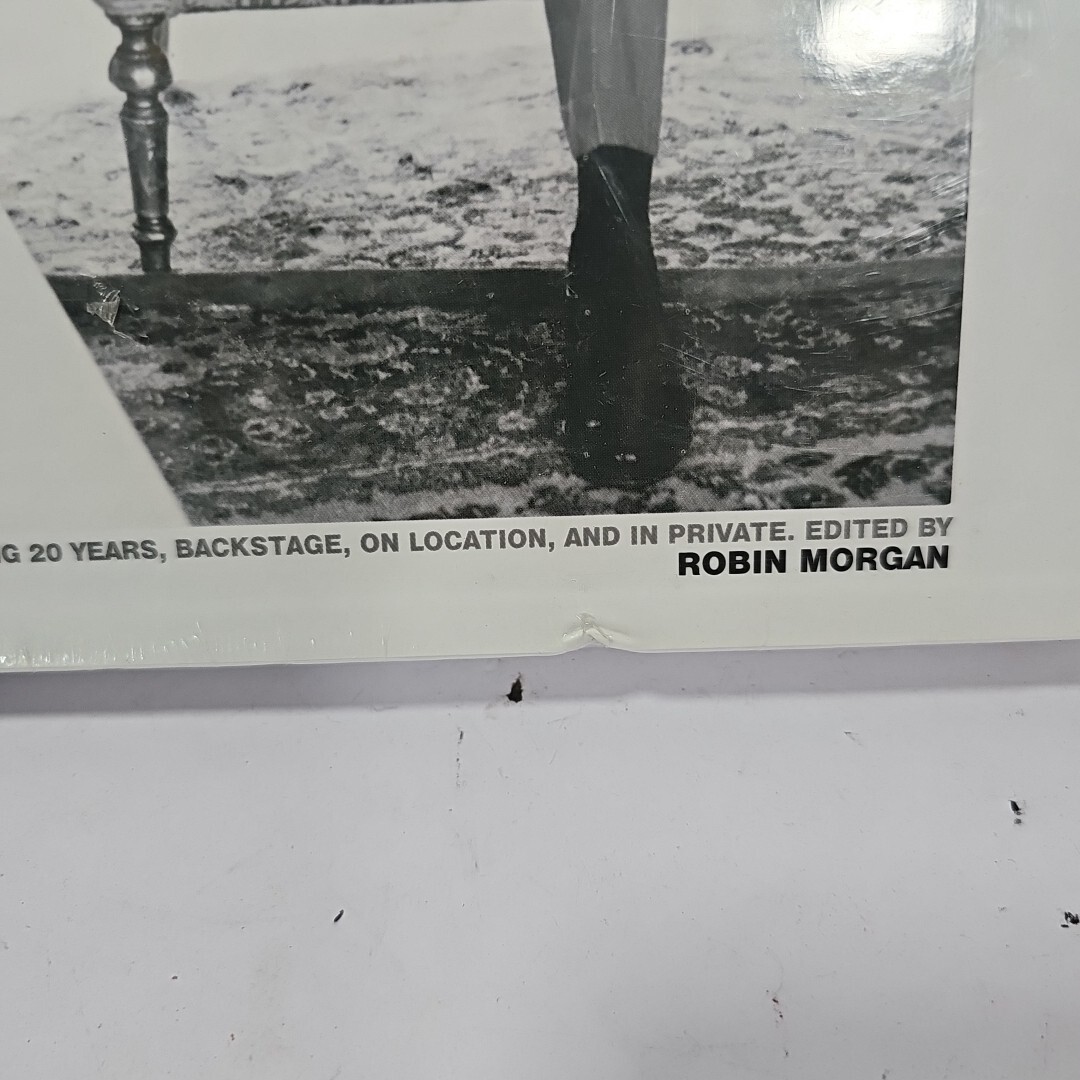 G 20 YEARS, BACKSTAGE, ON LOCATION, AND IN PRIVATE. EDITED BY
ROBIN MORGAN